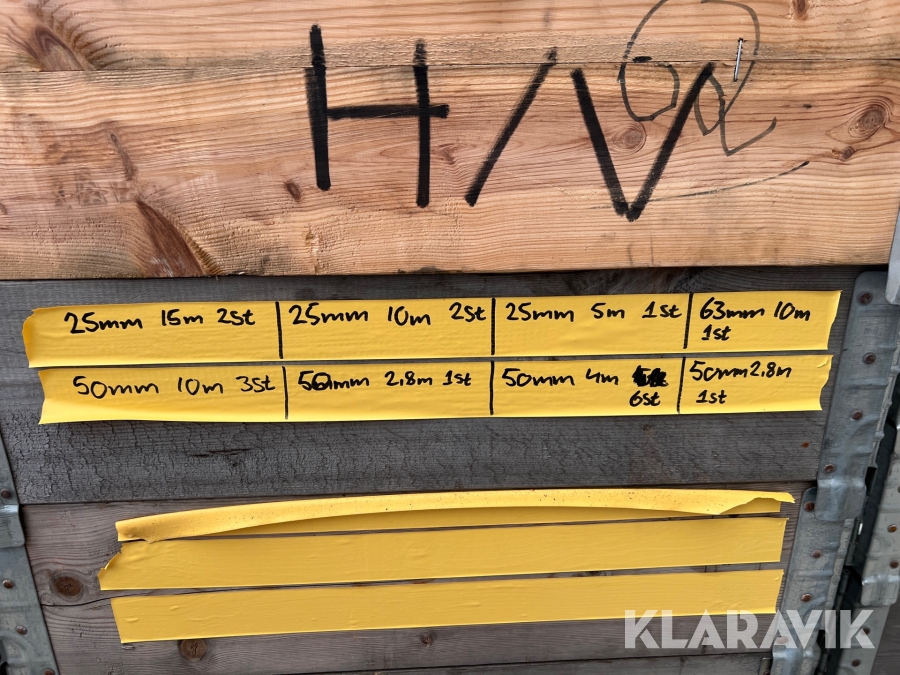 H/V
25mm 15m 2st
25mm 10m 2st
25mm 5m 1st
63mm 10m
1st
50mm 10m 3st
50mm 2,8m 1st
50mm 4m
6st
50mm 2,8m
1st
KLARAVIK